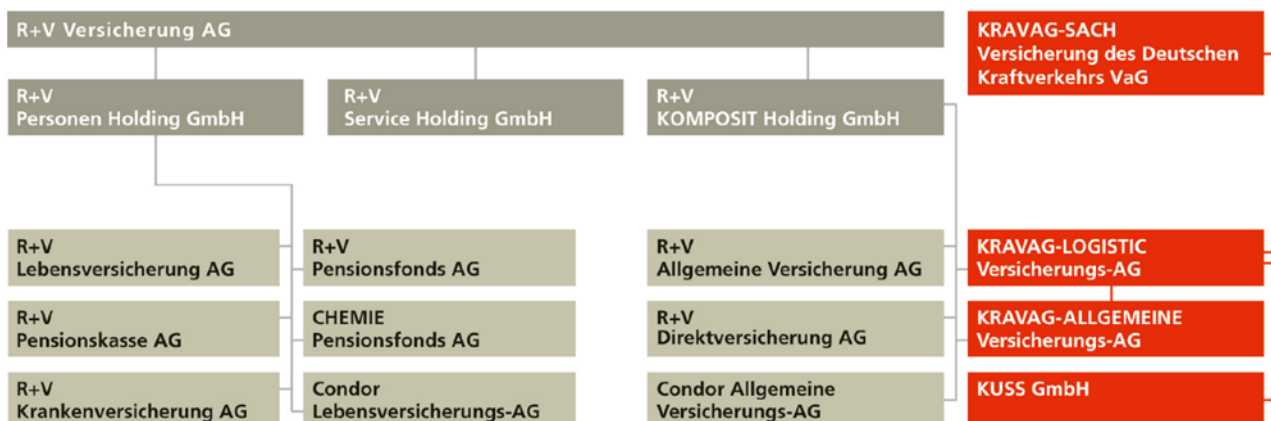 R+V Versicherung AG
KRAVAG-SACH
Versicherung des Deutschen
Kraftverkehrs VaG
R+V
Personen Holding GmbH
R+V
Service Holding GmbH
R+V
KOMPOSIT Holding GmbH
R+V
Lebensversicherung AG
R+V
Pensionsfonds AG
R+V
Allgemeine Versicherung AG
KRAVAG-LOGISTIC
Versicherungs-AG
R+V
Pensionskasse AG
CHEMIE
Pensionsfonds AG
R+V
Direktversicherung AG
KRAVAG-ALLGEMEINE
Versicherungs-AG
R+V
Krankenversicherung AG
Condor
Lebensversicherungs-AG
Condor Allgemeine
Versicherungs-AG
KUSS GmbH